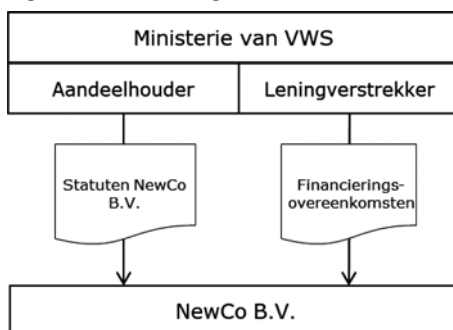 Ministerie van VWS
Aandeelhouder
Leningverstrekker
Statuten NewCo
B.V.
Financierings-
overeenkomsten
NewCo B.V.